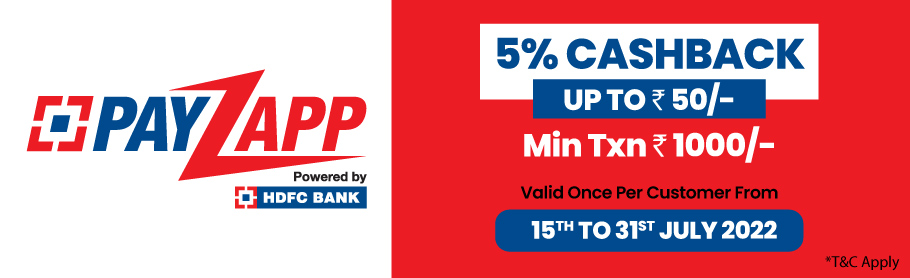 PAYZAPP
Powered by
HDFC BANK
5% CASHBACK
UP TO ₹ 50/-
Min Txn ₹ 1000/-
Valid Once Per Customer From
15TH TO 31ST JULY 2022
*T&C Apply